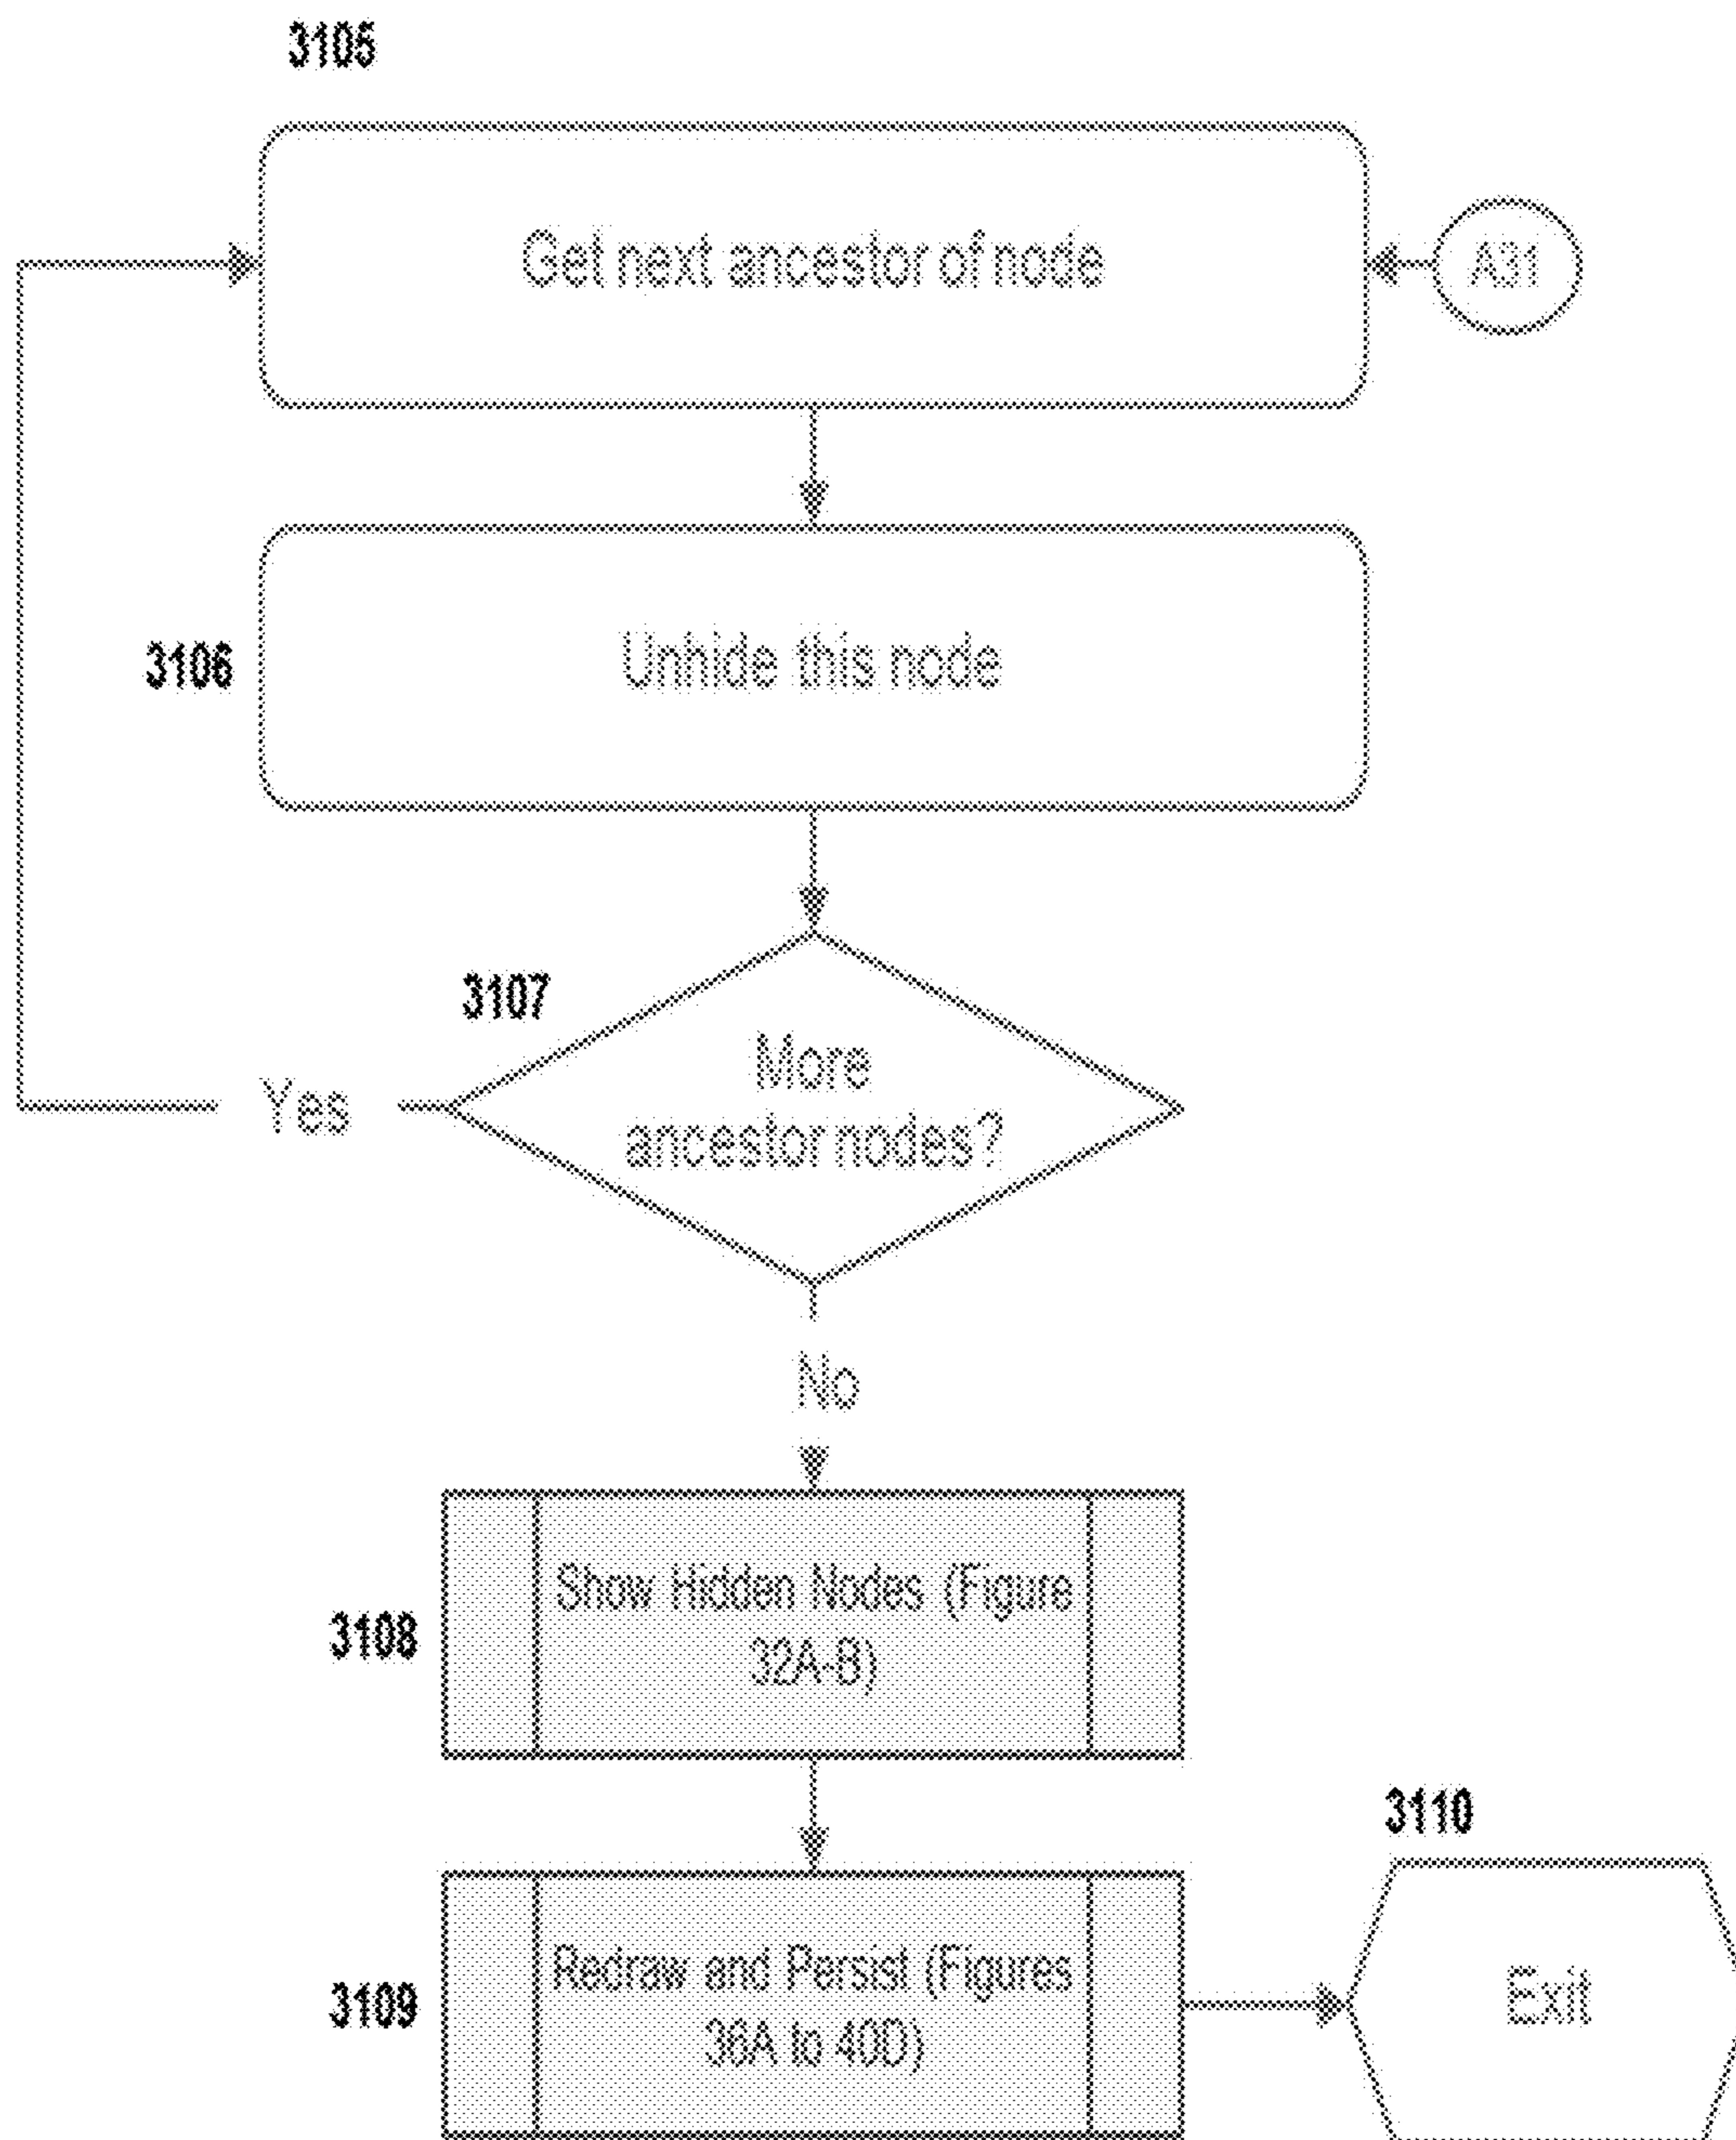 3105
Get next ancestor of node
A31
3106
Unhide this node
3107
More
ancestor nodes?
Yes
No
3108
Show Hidden Nodes (Figure
32A-B)
3110
3109
Redraw and Persist (Figures
36A to 40D)
Exit